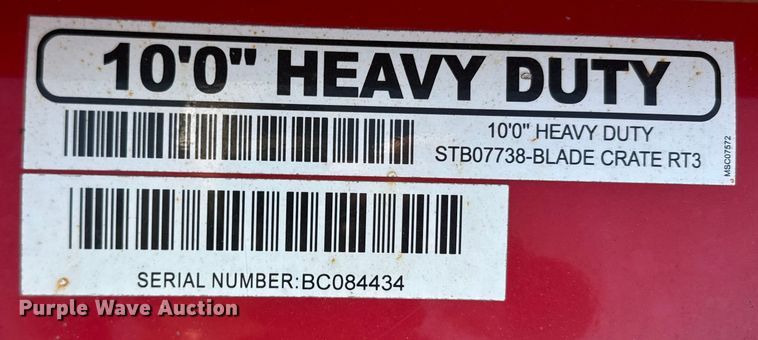 10'0" HEAVY DUTY
10'0" HEAVY DUTY
STB07738-BLADE CRATE RT3
MSC07572
SERIAL NUMBER:BC084434
Purple Wave Auction